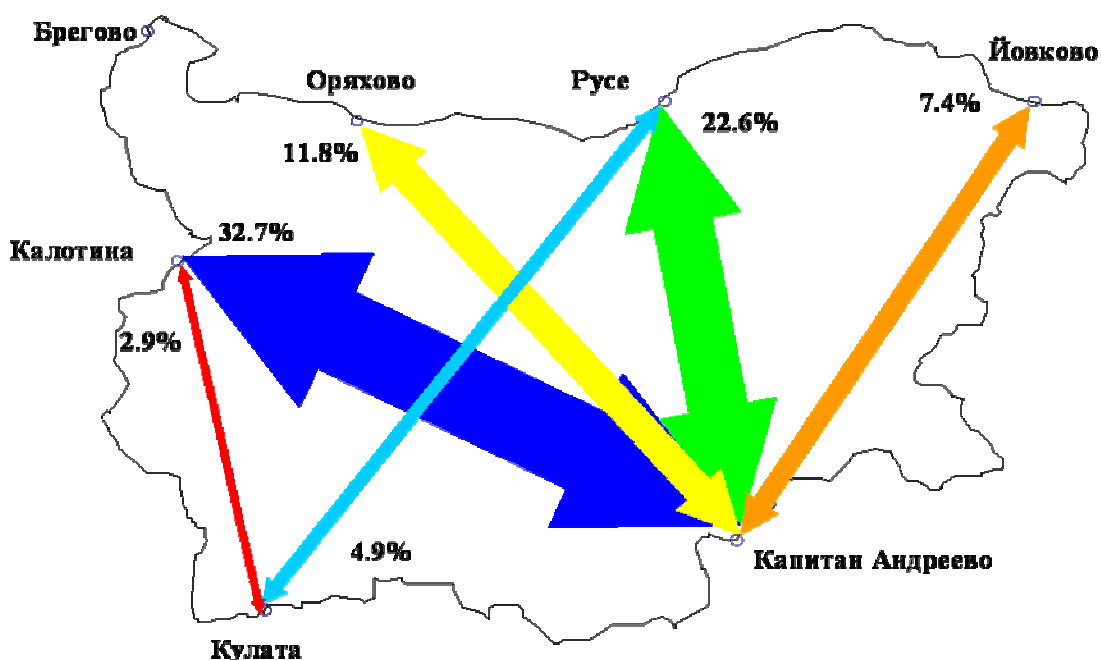 Брегово
Йовково
Оряхово
Русе
7.4%
22.6%
11.8%
32.7%
Калотина
2.9%
4.9%
Капитан Андреево
Кулата